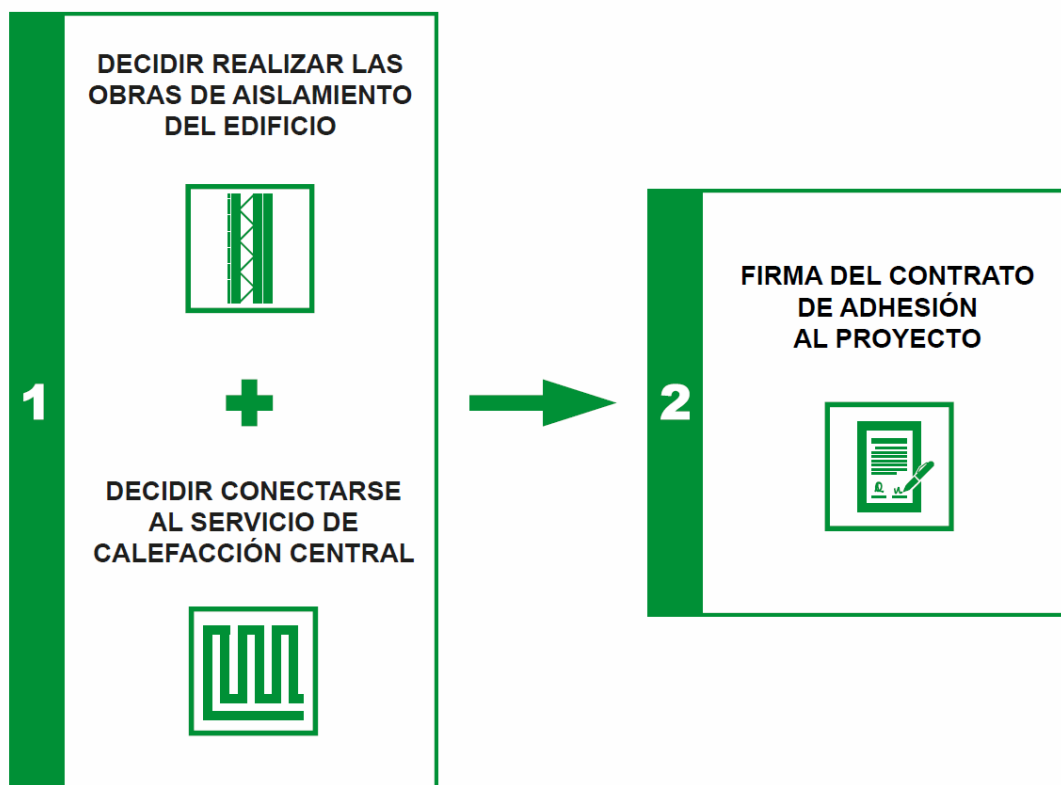 1
DECIDIR REALIZAR LAS
OBRAS DE AISLAMIENTO
DEL EDIFICIO
DECIDIR CONECTARSE
AL SERVICIO DE
CALEFACCIÓN CENTRAL
2
FIRMA DEL CONTRATO
DE ADHESIÓN
AL PROYECTO